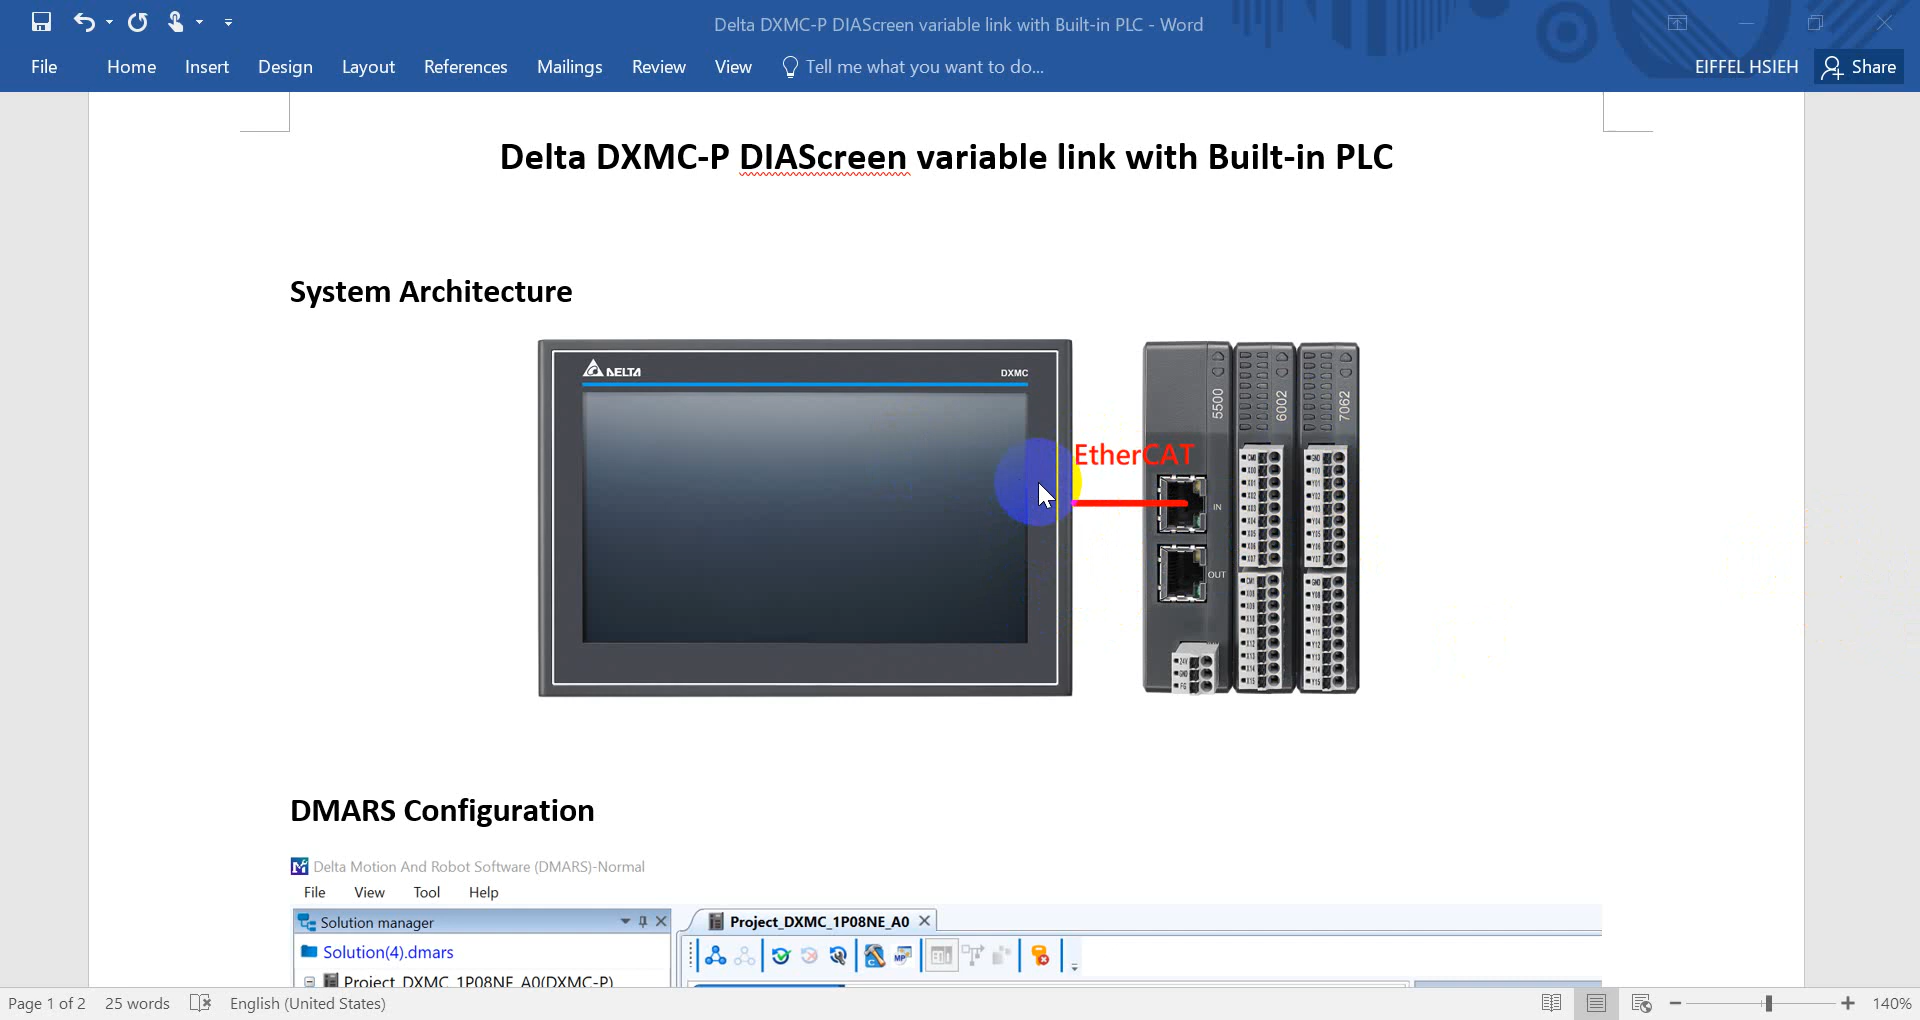 Delta DXMC-P DIAScreen variable link with Built-in PLC - Word
File Home Insert Design Layout References Mailings Review View Tell me what you want to do... EIFFEL HSIEH Share
Delta DXMC-P DIAScreen variable link with Built-in PLC
System Architecture
DELTA
DXMC
EtherCAT
5500
6002
7062
IN
OUT
24V
GND
FG
DMARS Configuration
Delta Motion And Robot Software (DMARS)-Normal
File View Tool Help
Solution manager
Project_DXMC_1P08NE_A0
Solution(4).dmars
Project_DXMC_1P08NE_A0(DXMC-P)
Page 1 of 2 25 words English (United States) 140%